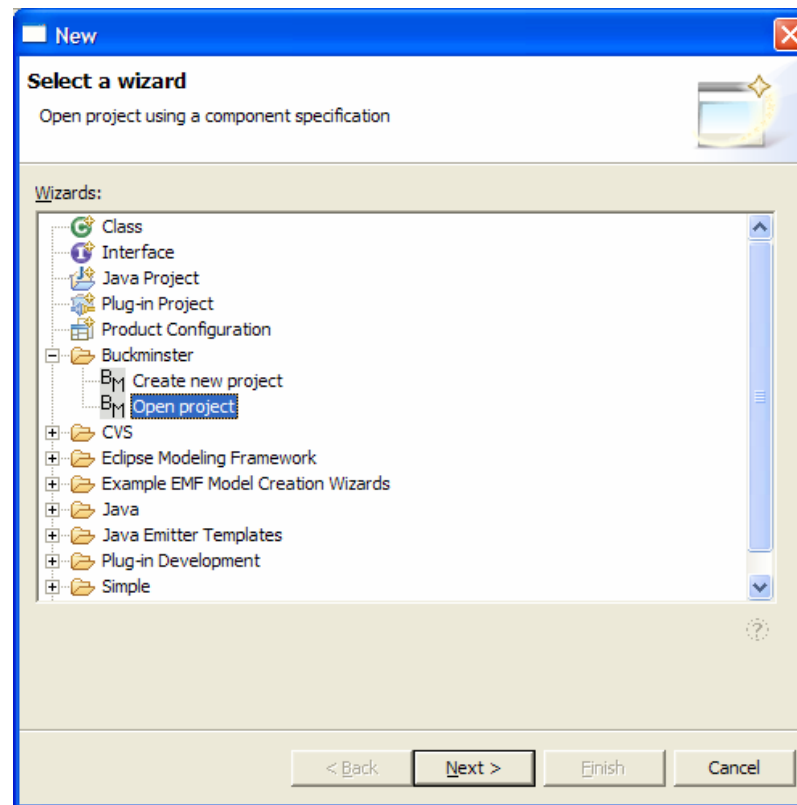 New
Select a wizard
Open project using a component specification
Wizards:
Class
Interface
Java Project
Plug-in Project
Product Configuration
Buckminster
BM Create new project
BM Open project
CVS
Eclipse Modeling Framework
Example EMF Model Creation Wizards
Java
Java Emitter Templates
Plug-in Development
Simple
?
< Back Next > Finish Cancel